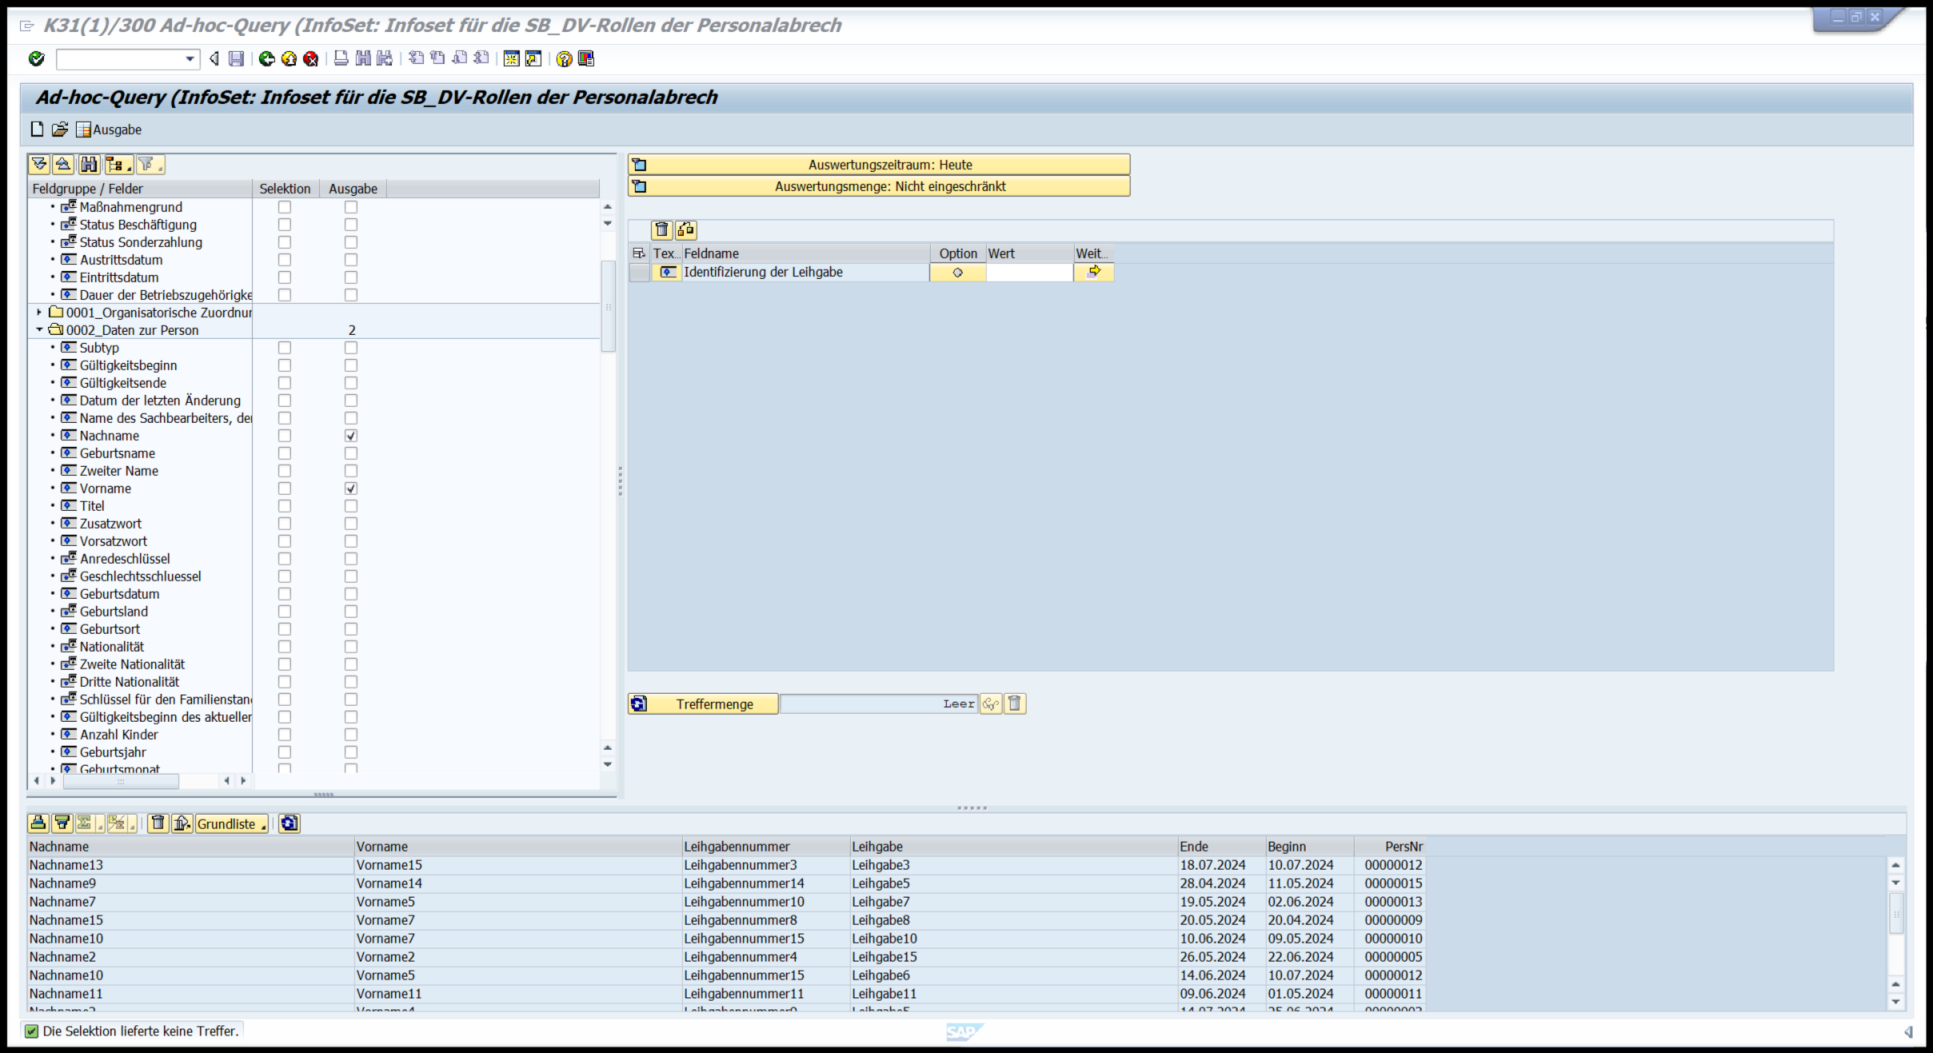 K31(1)/300 Ad-hoc-Query (InfoSet: Infoset für die SB_DV-Rollen der Personalabrech
Ad-hoc-Query (InfoSet: Infoset für die SB_DV-Rollen der Personalabrech
Ausgabe
Feldgruppe / Felder Selektion Ausgabe
Maßnahmengrund
Status Beschäftigung
Status Sonderzahlung
Austrittsdatum
Eintrittsdatum
Dauer der Betriebszugehörigke
0001_Organisatorische Zuordnur
0002_Daten zur Person 2
Subtyp
Gültigkeitsbeginn
Gültigkeitsende
Datum der letzten Änderung
Name des Sachbearbeiters, der
Nachname
Geburtsname
Zweiter Name
Vorname
Titel
Zusatzwort
Vorsatzwort
Anredeschlüssel
Geschlechtsschluessel
Geburtsdatum
Geburtsland
Geburtsort
Nationalität
Zweite Nationalität
Dritte Nationalität
Schlüssel für den Familienstan
Gültigkeitsbeginn des aktueller
Anzahl Kinder
Geburtsjahr
Geburtsmonat
Auswertungszeitraum: Heute
Auswertungsmenge: Nicht eingeschränkt
Tex... Feldname Option Wert Weit...
Identifizierung der Leihgabe
Treffermenge Leer
Grundliste
Nachname Vorname Leihgabennummer Leihgabe Ende Beginn PersNr
Nachname13 Vorname15 Leihgabennummer3 Leihgabe3 18.07.2024 10.07.2024 00000012
Nachname9 Vorname14 Leihgabennummer14 Leihgabe5 28.04.2024 11.05.2024 00000015
Nachname7 Vorname5 Leihgabennummer10 Leihgabe7 19.05.2024 02.06.2024 00000013
Nachname15 Vorname7 Leihgabennummer8 Leihgabe8 20.05.2024 20.04.2024 00000009
Nachname10 Vorname7 Leihgabennummer15 Leihgabe10 10.06.2024 09.05.2024 00000010
Nachname2 Vorname2 Leihgabennummer4 Leihgabe15 26.05.2024 22.06.2024 00000005
Nachname10 Vorname5 Leihgabennummer15 Leihgabe6 14.06.2024 10.07.2024 00000012
Nachname11 Vorname11 Leihgabennummer11 Leihgabe11 09.06.2024 01.05.2024 00000011
Die Selektion lieferte keine Treffer.
SAP